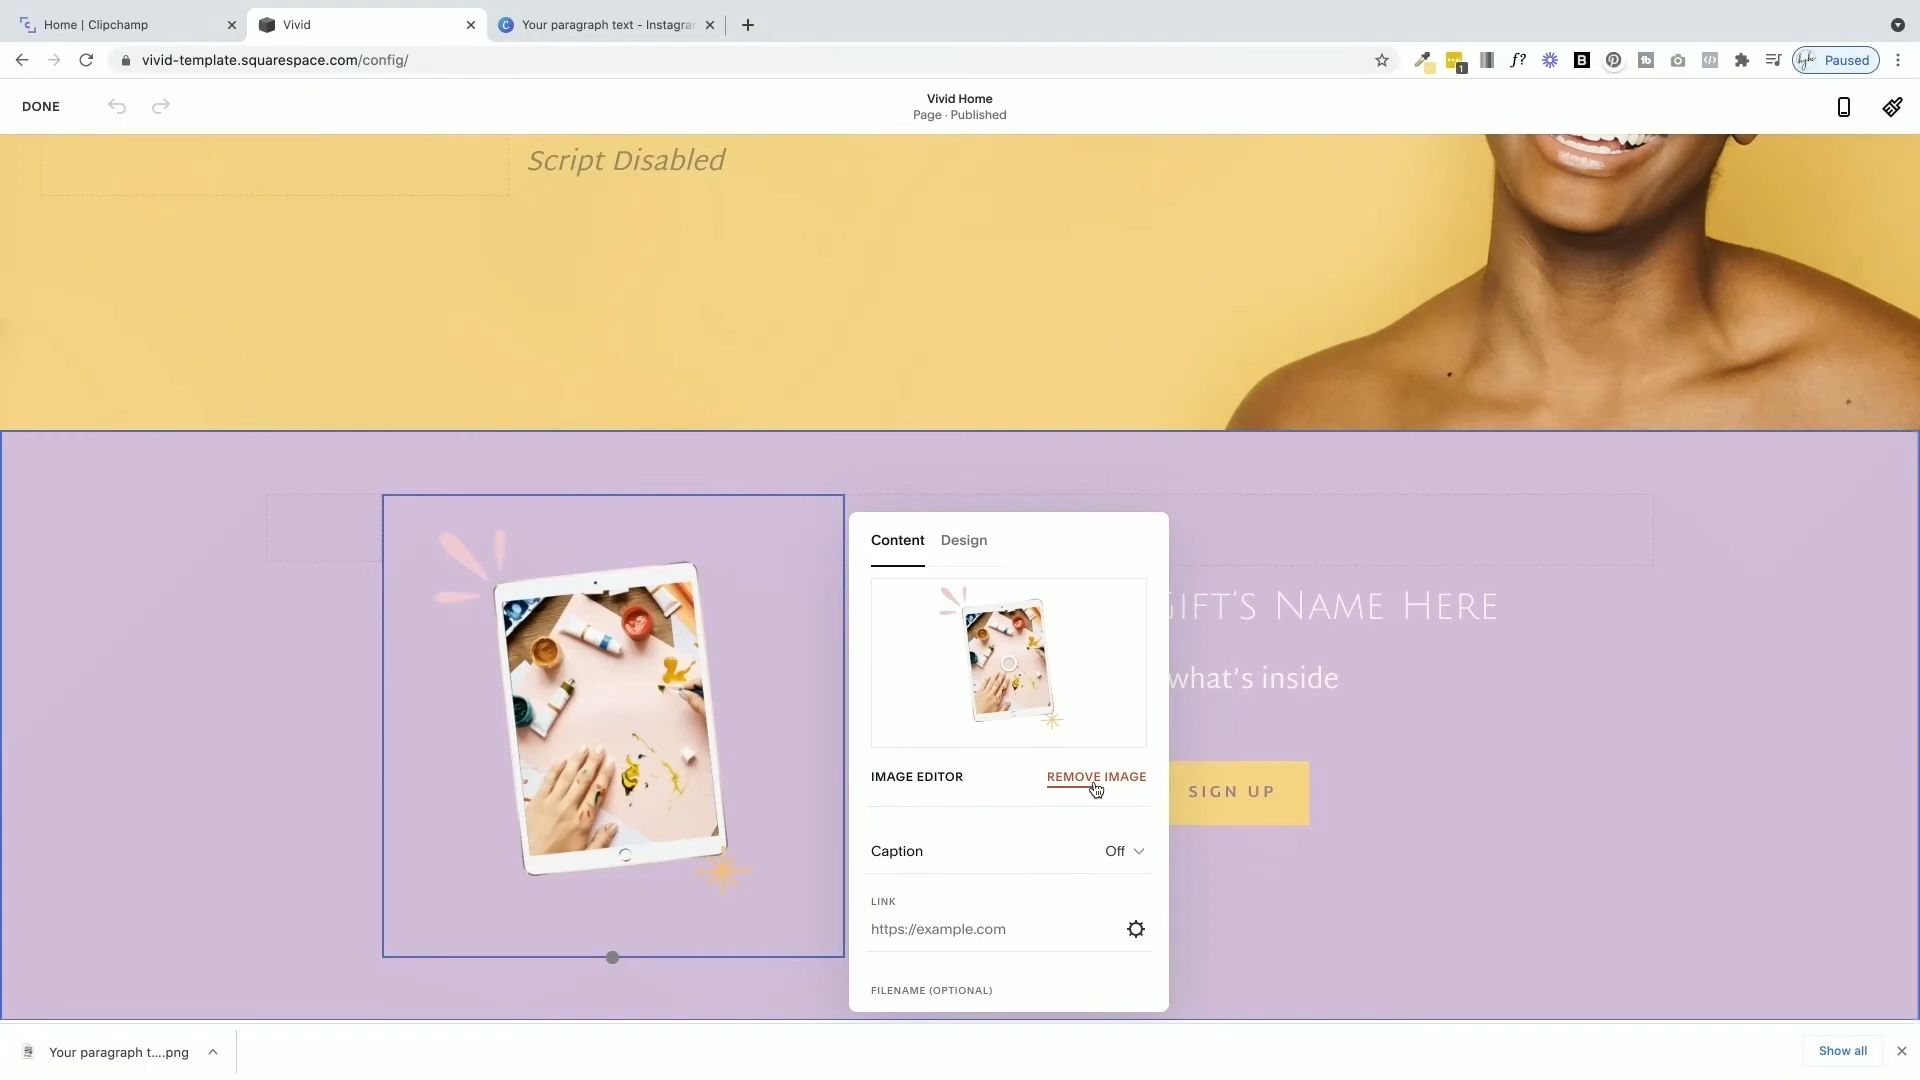 Home | Clipchamp
Vivid
Your paragraph text - Instagra
vivid-template.squarespace.com/config/
1
f?
B
Paused
DONE
Vivid Home
Page · Published
Script Disabled
Content
Design
GIFT'S NAME HERE
what's inside
IMAGE EDITOR
REMOVE IMAGE
SIGN UP
Caption
Off
LINK
https://example.com
FILENAME (OPTIONAL)
Your paragraph t....png
Show all